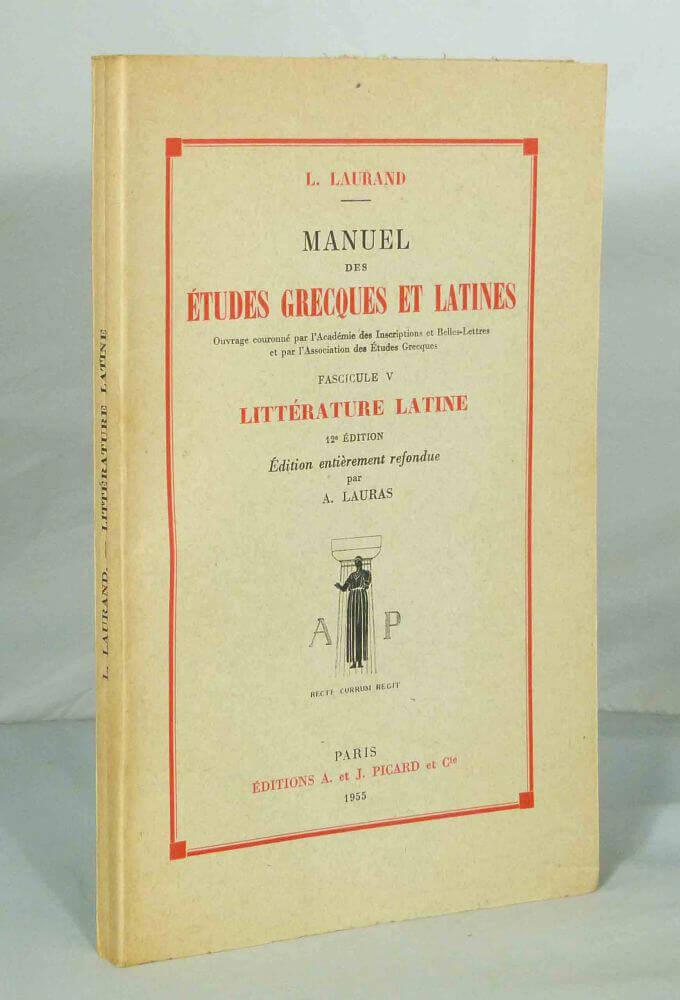 L. LAURAND. — LITTÉRATURE LATINE
L. LAURAND
MANUEL
DES
ÉTUDES GRECQUES ET LATINES
Ouvrage couronné par l'Académie des Inscriptions et Belles-Lettres
et par l'Association des Études Grecques
FASCICULE V
LITTÉRATURE LATINE
12e ÉDITION
Édition entièrement refondue
par
A. LAURAS
A P
RECTE CURRUM REGIT
PARIS
ÉDITIONS A. et J. PICARD et Cie
1955